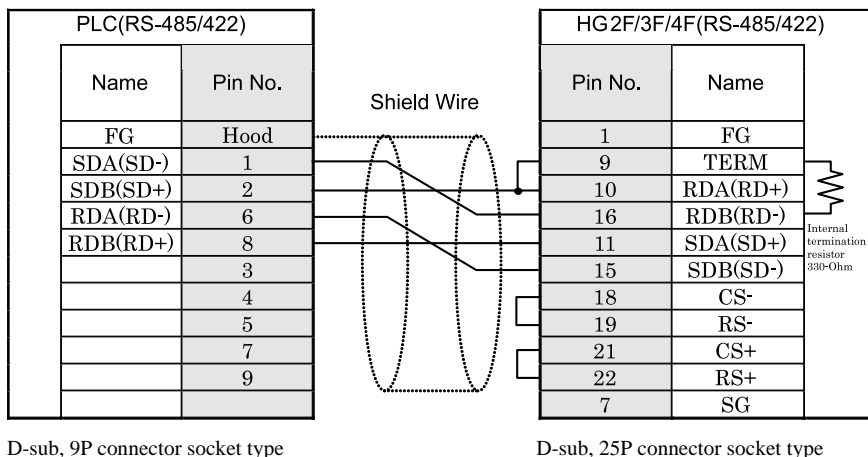 PLC(RS-485/422)
HG2F/3F/4F(RS-485/422)
Name Pin No.
Shield Wire
Pin No. Name
FG Hood
1 FG
SDA(SD-) 1
9 TERM
SDB(SD+) 2
10 RDA(RD+)
RDA(RD-) 6
16 RDB(RD-)
RDB(RD+) 8
11 SDA(SD+)
3
15 SDB(SD-)
4
18 CS-
5
19 RS-
7
21 CS+
9
22 RS+
7 SG
Internal
termination
resistor
330-Ohm
D-sub, 9P connector socket type
D-sub, 25P connector socket type